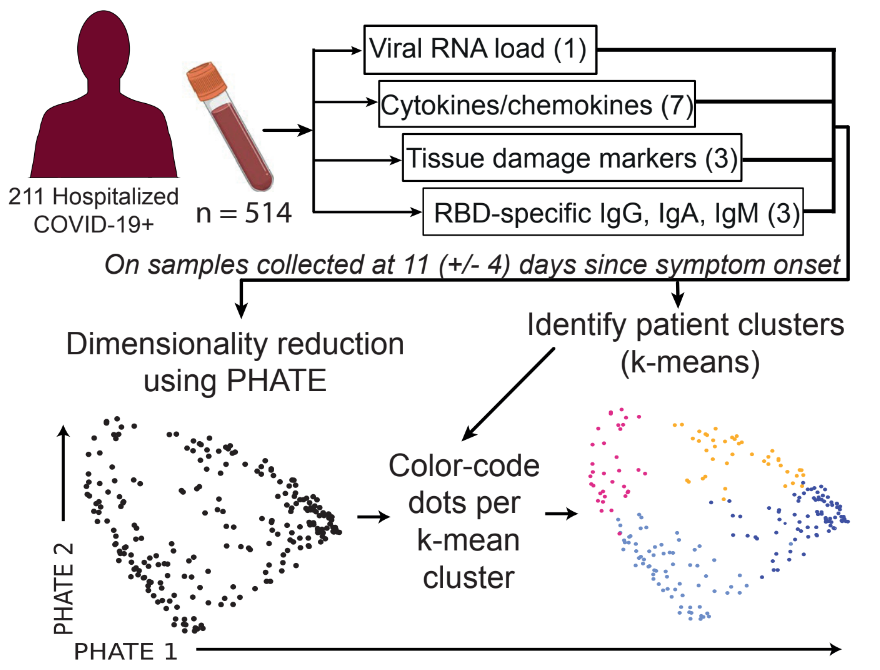 Viral RNA load (1)
Cytokines/chemokines (7)
Tissue damage markers (3)
RBD-specific IgG, IgA, IgM (3)
211 Hospitalized
COVID-19+
n = 514
On samples collected at 11 (+/- 4) days since symptom onset
Dimensionality reduction
using PHATE
Identify patient clusters
(k-means)
Color-code
dots per
k-mean
cluster
PHATE 2
PHATE 1